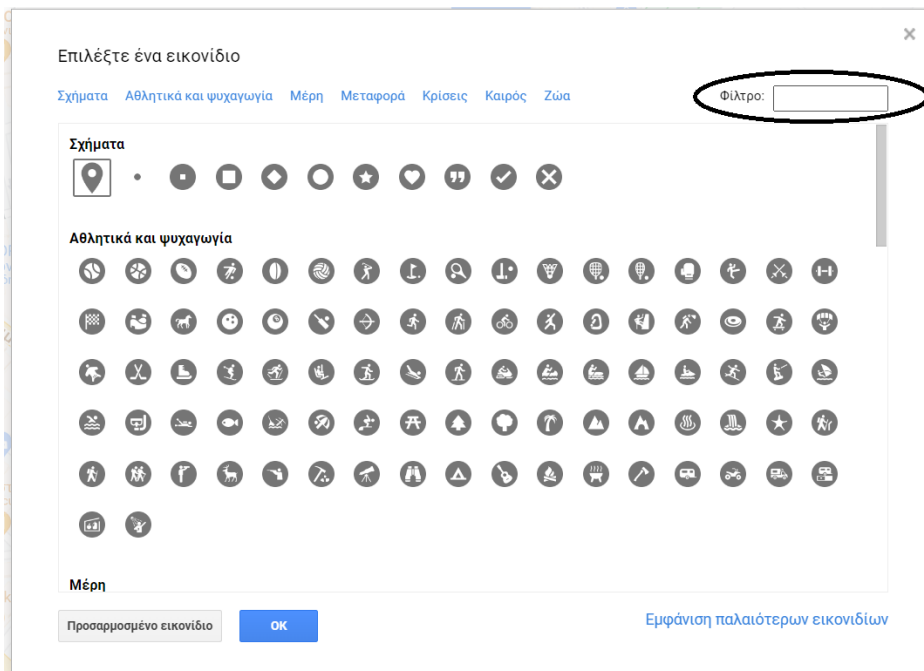 Επιλέξτε ένα εικονίδιο
Σχήματα Αθλητικά και ψυχαγωγία Μέρη Μεταφορά Κρίσεις Καιρός Ζώα Φίλτρο:
Σχήματα
Αθλητικά και ψυχαγωγία
Μέρη
Προσαρμοσμένο εικονίδιο OK Εμφάνιση παλαιότερων εικονιδίων